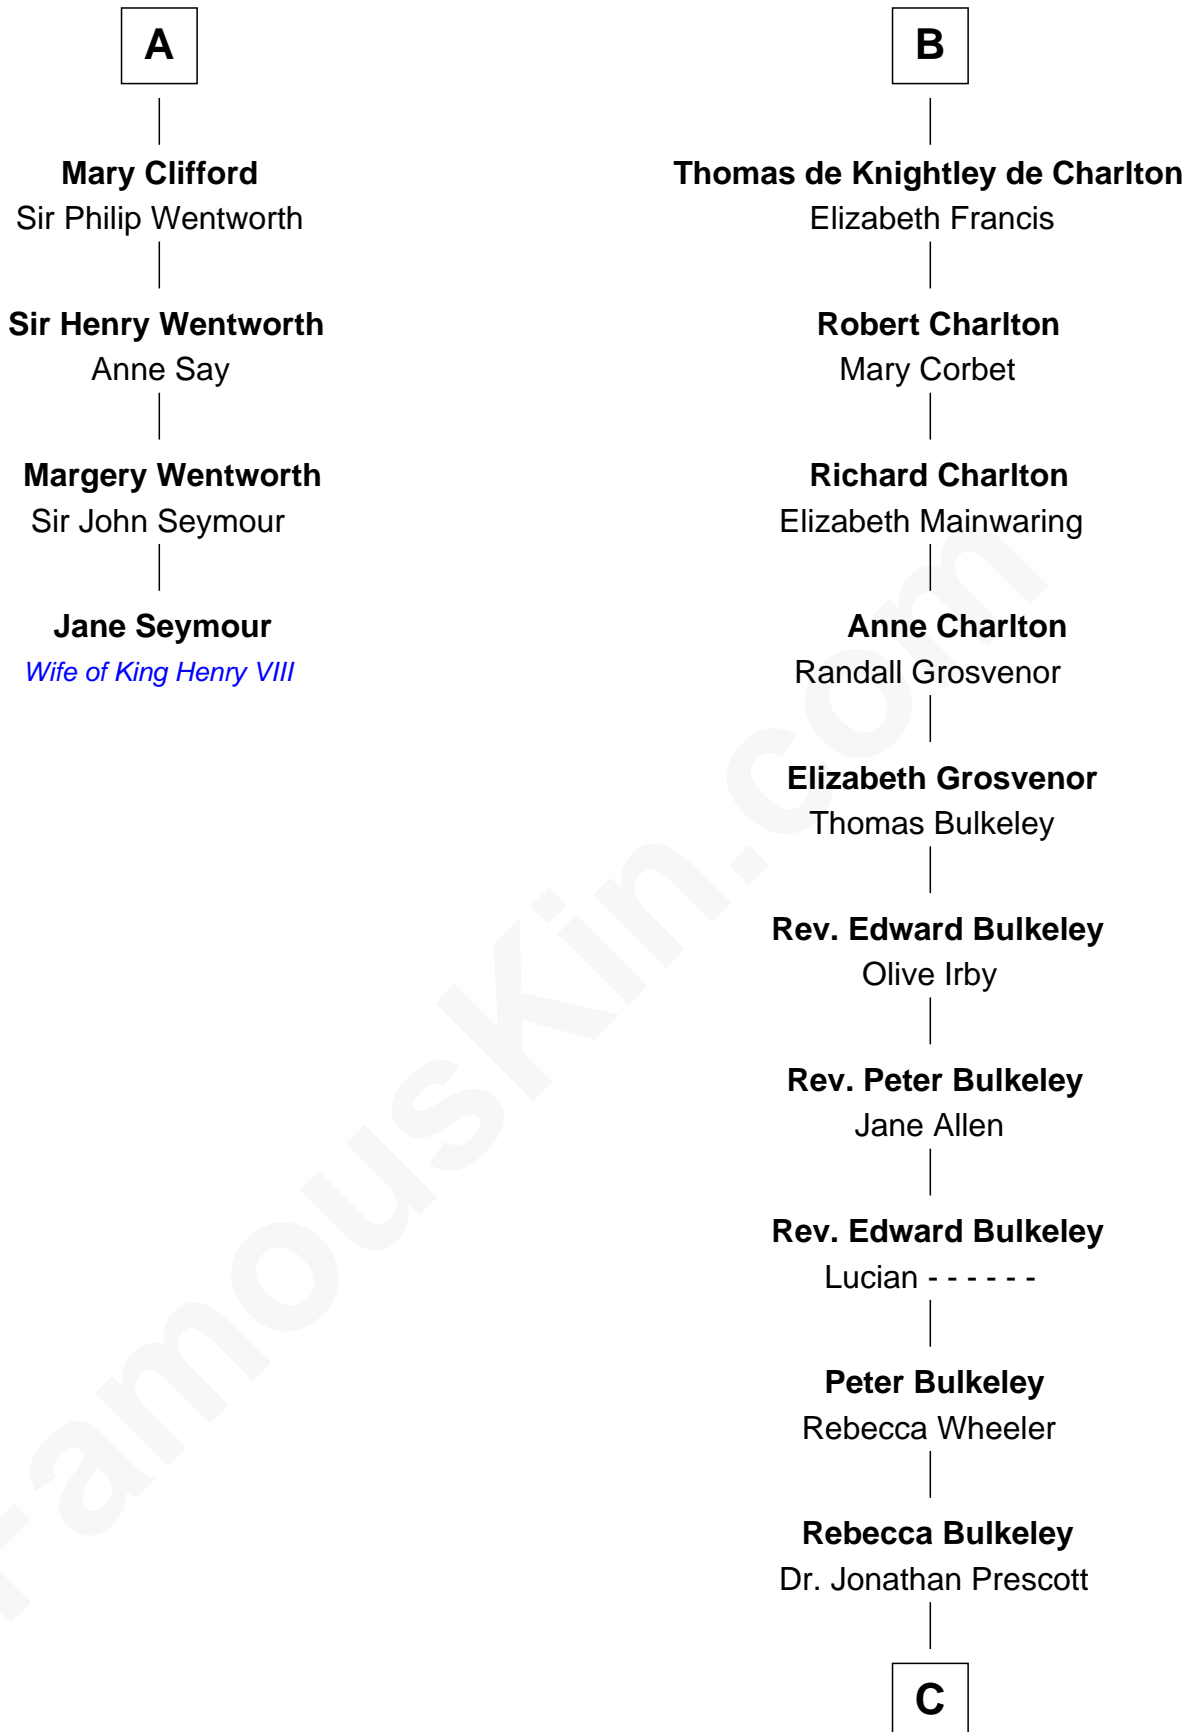 A
Mary Clifford
Sir Philip Wentworth
Sir Henry Wentworth
Anne Say
Margery Wentworth
Sir John Seymour
Jane Seymour
Wife of King Henry VIII
B
Thomas de Knightley de Charlton
Elizabeth Francis
Robert Charlton
Mary Corbet
Richard Charlton
Elizabeth Mainwaring
Anne Charlton
Randall Grosvenor
Elizabeth Grosvenor
Thomas Bulkeley
Rev. Edward Bulkeley
Olive Irby
Rev. Peter Bulkeley
Jane Allen
Rev. Edward Bulkeley
Lucian - - - - - -
Peter Bulkeley
Rebecca Wheeler
Rebecca Bulkeley
Dr. Jonathan Prescott
C
FamousKin.com